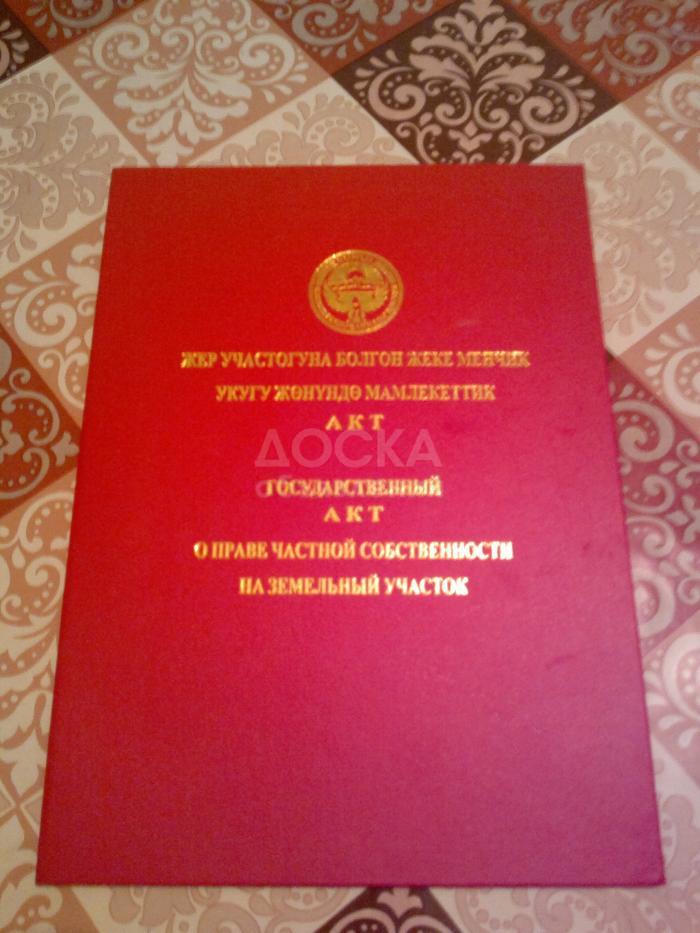 ЖЕР УЧАСТОГУНА БОЛГОН ЖЕКЕ МЕНЧИК
УКУГУ ЖӨНҮНДӨ МАМЛЕКЕТТИК
АКТ
ДОСКА
ГОСУДАРСТВЕННЫЙ
АКТ
О ПРАВЕ ЧАСТНОЙ СОБСТВЕННОСТИ
НА ЗЕМЕЛЬНЫЙ УЧАСТОК